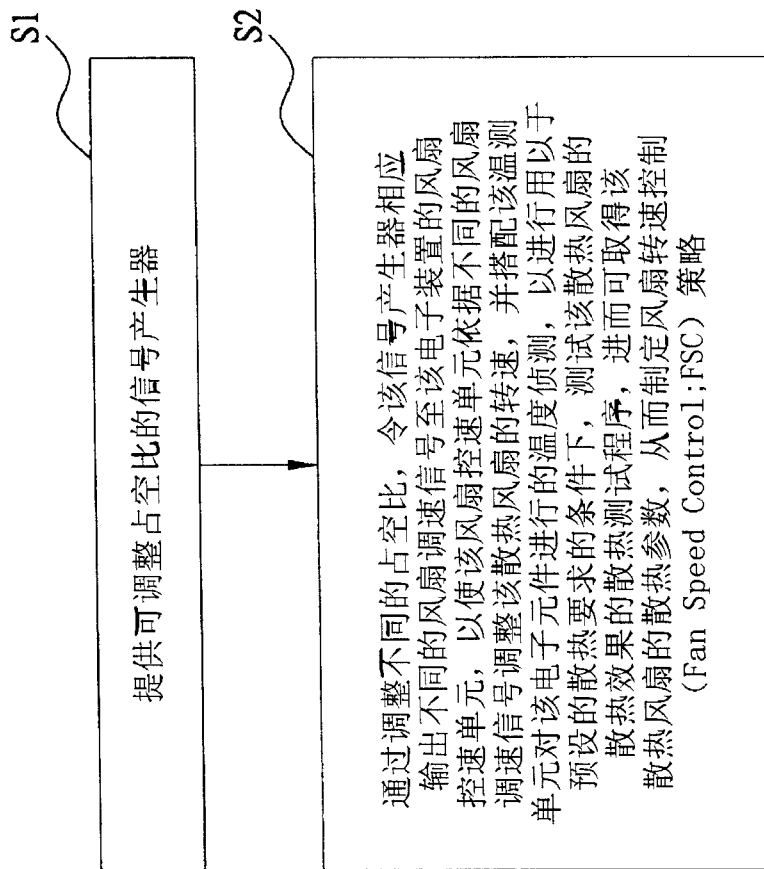 S1
提供可调整占空比的信号产生器
S2
通过调整不同的占空比，令该信号产生器相应
输出不同的风扇调速信号至该电子装置的风扇
控速单元，以使该风扇控速单元依据不同的风扇
调速信号调整该散热风扇的转速，并搭配该温测
单元对该电子元件进行的温度侦测，以进行用以于
预设的散热要求的条件下，测试该散热风扇的
散热效果的散热测试程序，进而可取得该
散热风扇的散热参数，从而制定风扇转速控制
(Fan Speed Control;FSC) 策略